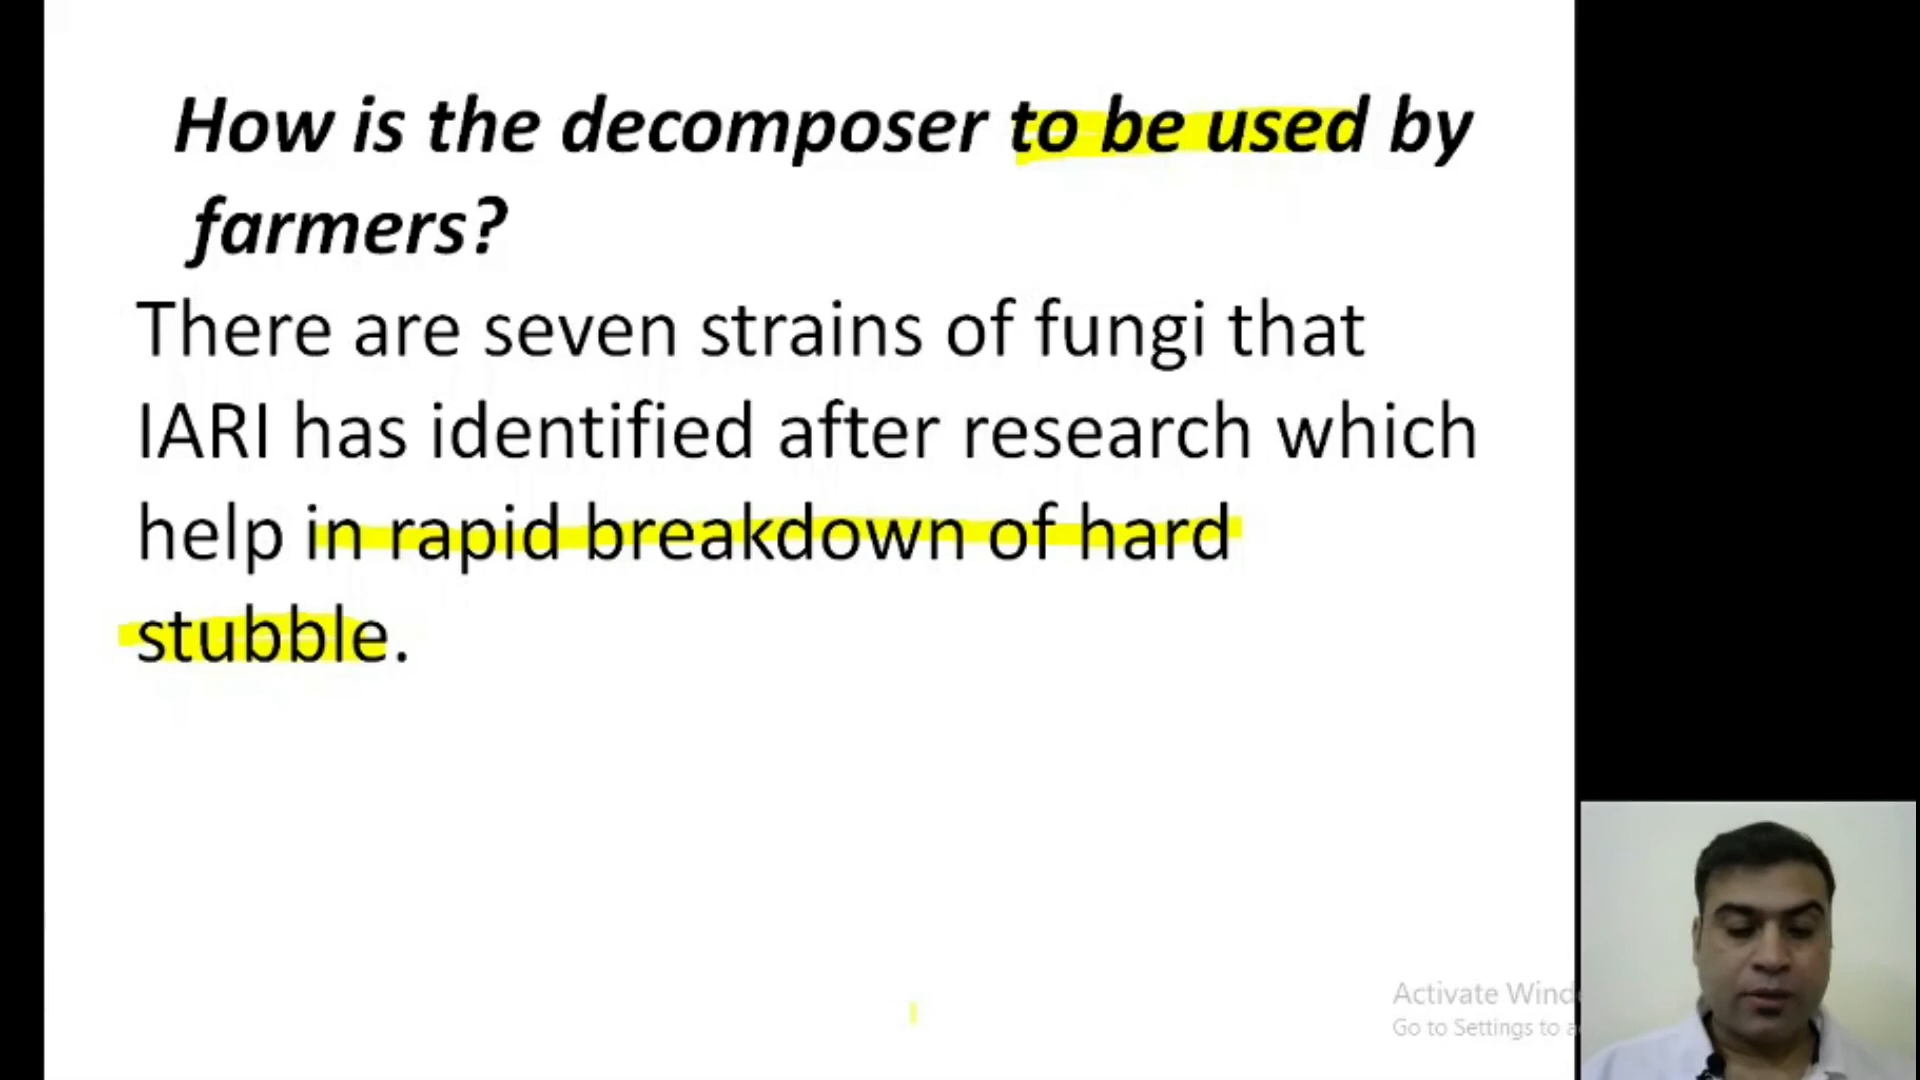 How is the decomposer to be used by
farmers?
There are seven strains of fungi that
IARI has identified after research which
help in rapid breakdown of hard
stubble.
Activate Wind
Go to Settings to a